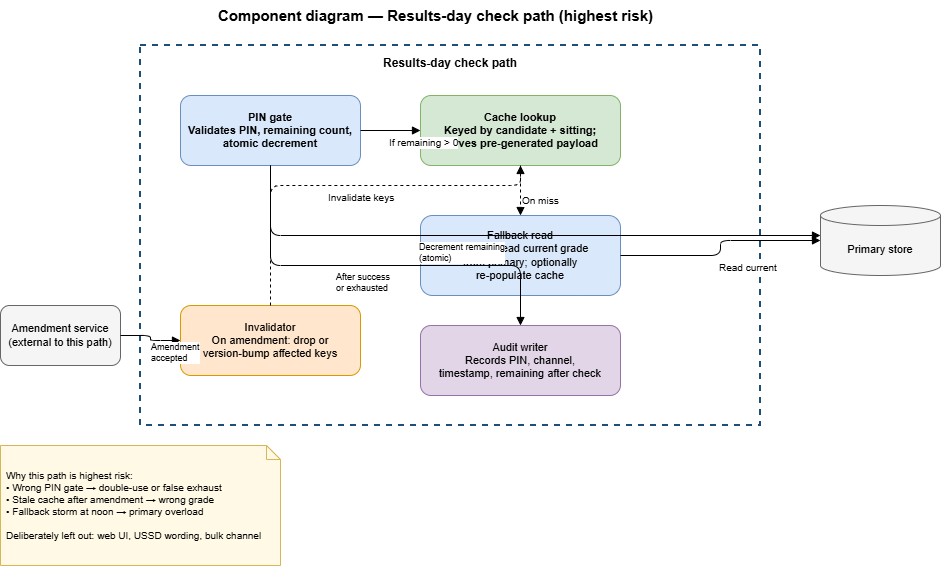 Component diagram — Results-day check path (highest risk)
Results-day check path
PIN gate
Validates PIN, remaining count,
atomic decrement
Cache lookup
Keyed by candidate + sitting;
ves pre-generated payload
If remaining > 0
Invalidate keys
On miss
Fallback read
ead current grade
primary; optionally
re-populate cache
Decrement remaining
(atomic)
After success
or exhausted
Primary store
Read current
Amendment service
(external to this path)
Amendment
accepted
Invalidator
On amendment: drop or
version-bump affected keys
Audit writer
Records PIN, channel,
timestamp, remaining after check
Why this path is highest risk:
• Wrong PIN gate → double-use or false exhaust
• Stale cache after amendment → wrong grade
• Fallback storm at noon → primary overload
Deliberately left out: web UI, USSD wording, bulk channel